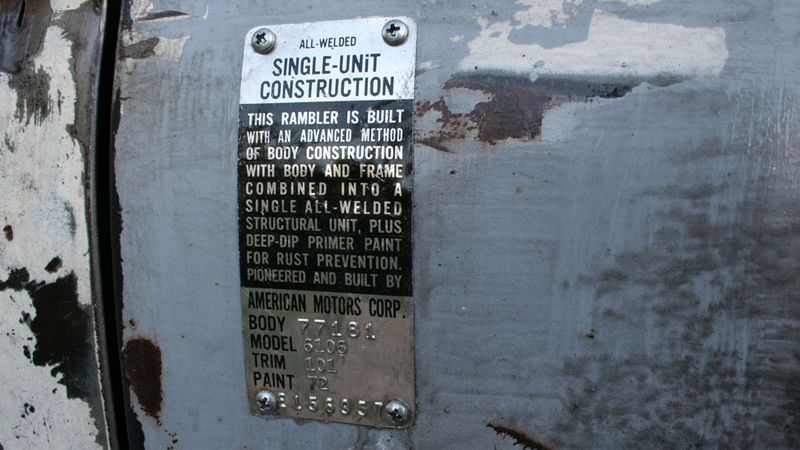 ALL-WELDED
SINGLE-UNiT
CONSTRUCTION
THIS RAMBLER IS BUILT
WITH AN ADVANCED METHOD
OF BODY CONSTRUCTION
WITH BODY AND FRAME
COMBINED INTO A
SINGLE ALL-WELDED
STRUCTURAL UNIT, PLUS
DEEP-DIP PRIMER PAINT
FOR RUST PREVENTION.
PIONEERED AND BUILT BY
AMERICAN MOTORS CORP.
BODY 77181
MODEL 6105
TRIM 101
PAINT 72